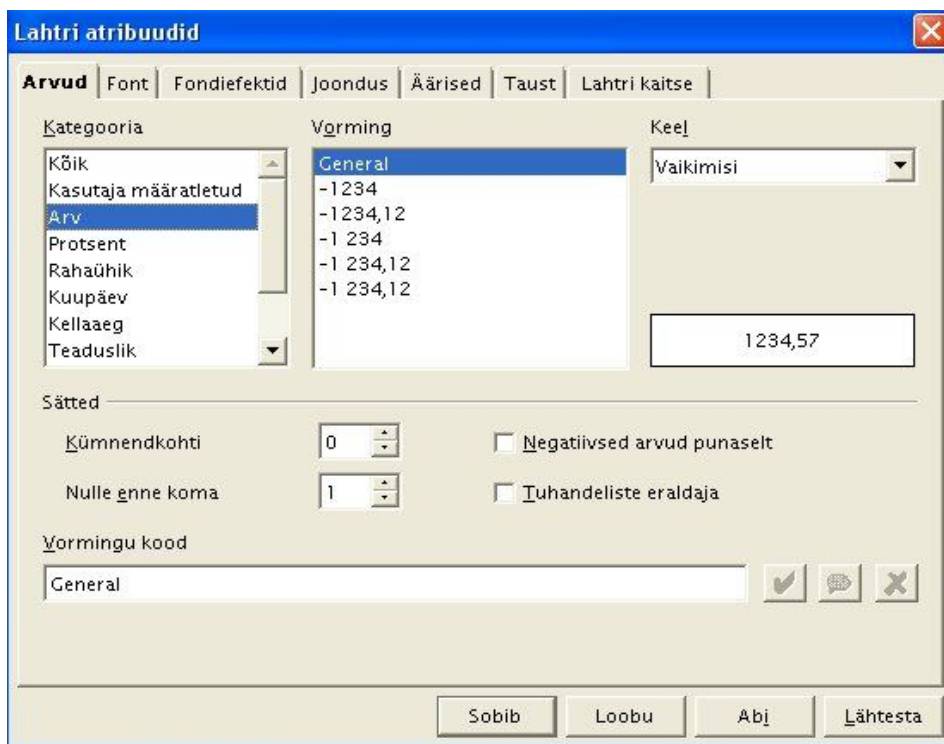 Lahtri atribuudid
Arvud Font Fondiefektid Joondus Äärised Taust Lahtri kaitse
Kategooria
Kõik
Kasutaja määratletud
Arv
Protsent
Rahaühik
Kuupäev
Kellaaeg
Teaduslik
Vorming
General
-1234
-1234,12
-1 234
-1 234,12
-1 234,12
Keel
Vaikimisi
1234,57
Sätted
Kümnendkohti 0 Negatiivsed arvud punaselt
Nulle enne koma 1 Tuhandeliste eraldaja
Vormingu kood
General
Sobib Loobu Abi Lähtesta